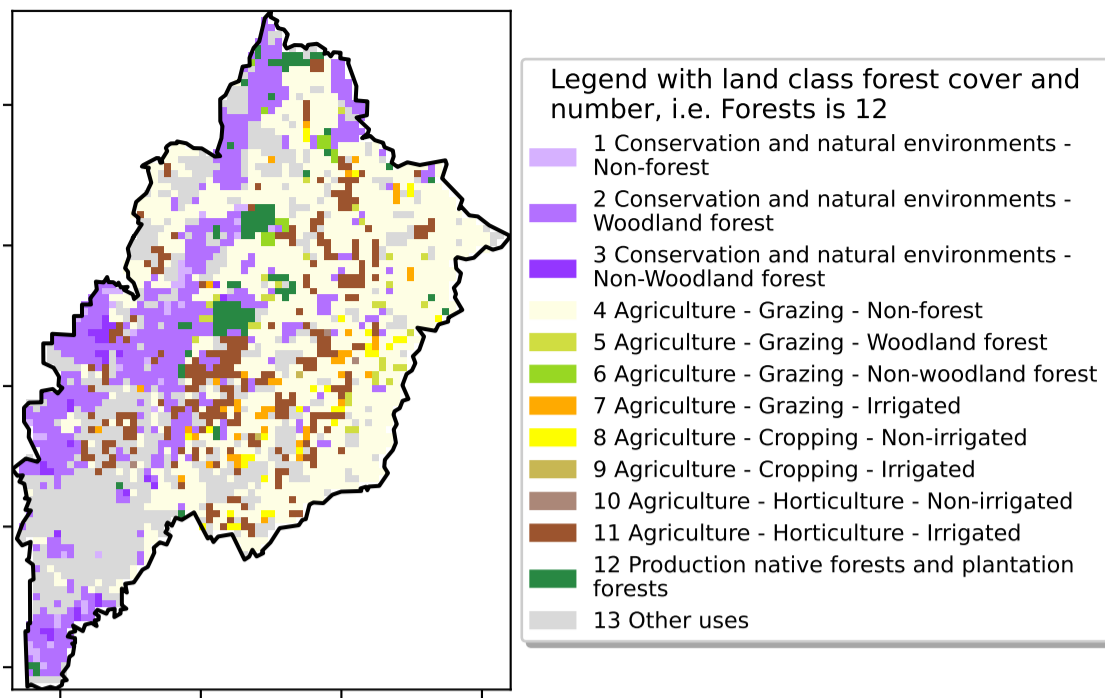 Legend with land class forest cover and
number, i.e. Forests is 12
1 Conservation and natural environments -
Non-forest
2 Conservation and natural environments -
Woodland forest
3 Conservation and natural environments -
Non-Woodland forest
4 Agriculture - Grazing - Non-forest
5 Agriculture - Grazing - Woodland forest
6 Agriculture - Grazing - Non-woodland forest
7 Agriculture - Grazing - Irrigated
8 Agriculture - Cropping - Non-irrigated
9 Agriculture - Cropping - Irrigated
10 Agriculture - Horticulture - Non-irrigated
11 Agriculture - Horticulture - Irrigated
12 Production native forests and plantation
forests
13 Other uses